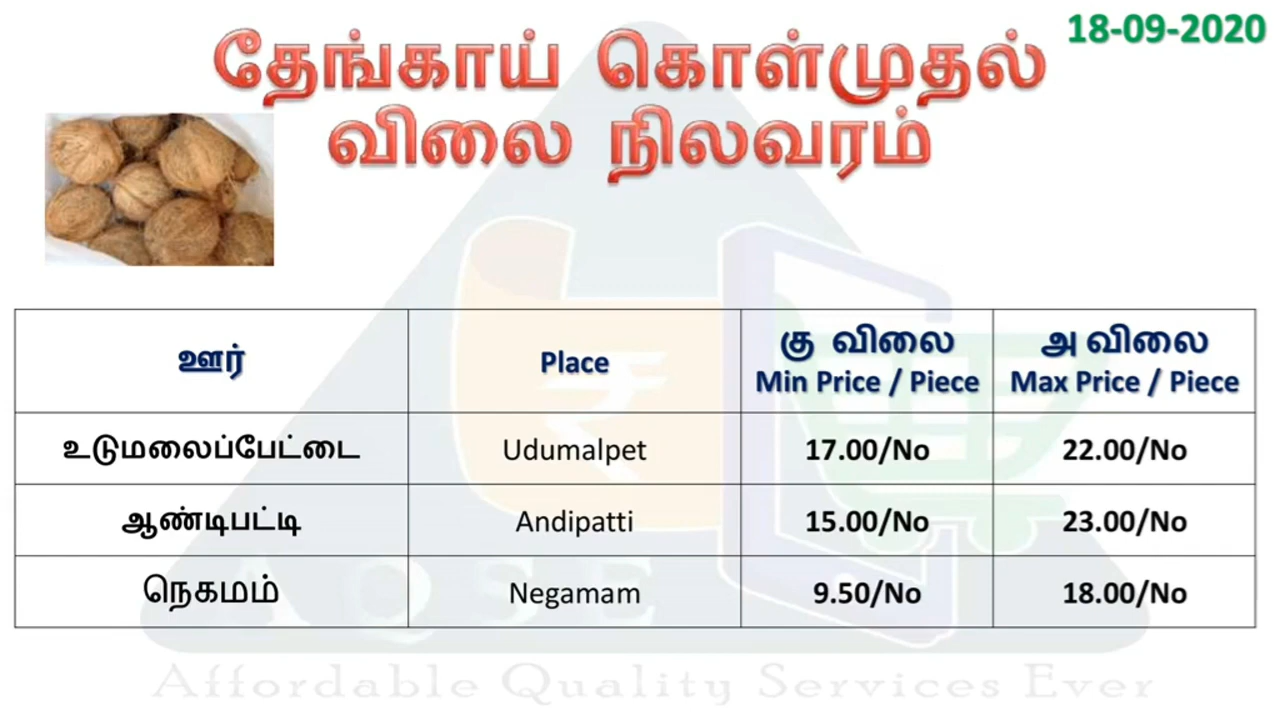 18-09-2020
தேங்காய் கொள்முதல்
விலை நிலவரம்
ஊர் Place கு விலை Min Price / Piece அ விலை Max Price / Piece
உடுமலைப்பேட்டை Udumalpet 17.00/No 22.00/No
ஆண்டிபட்டி Andipatti 15.00/No 23.00/No
நெகமம் Negamam 9.50/No 18.00/No
AQSE
Affordable Quality Services Ever